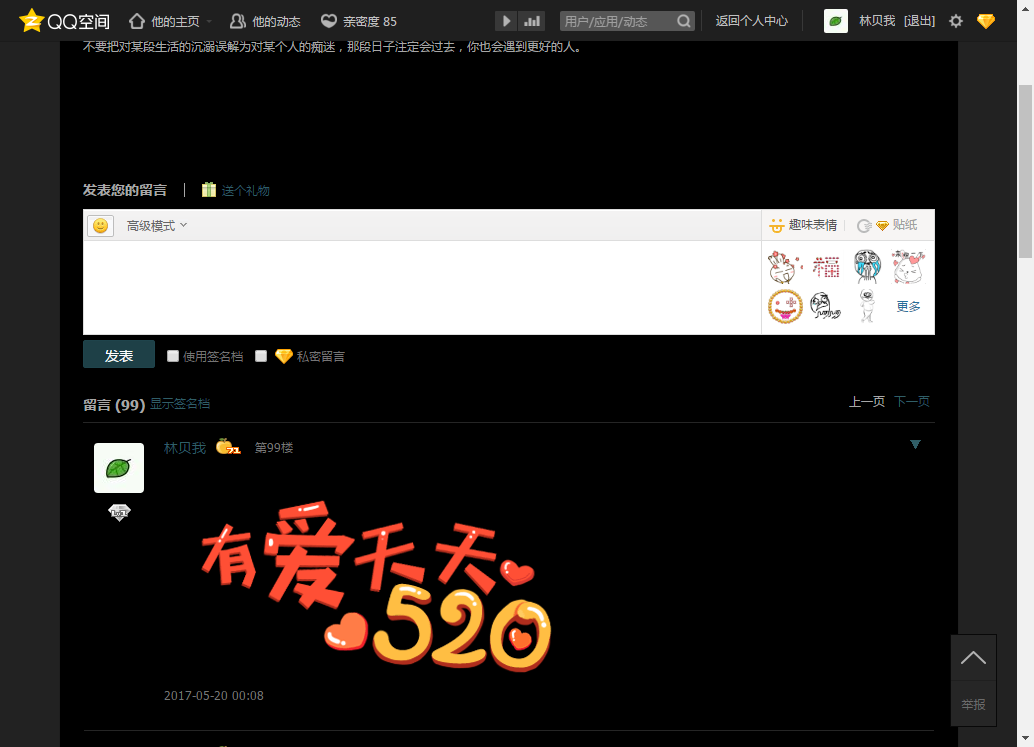 QQ空间 他的主页 他的动态 亲密度 85 用户/应用/动态 返回个人中心 林贝我 [退出]
不要把对某段生活的沉溺误解为对某个人的痴迷，那段日子注定会过去，你也会遇到更好的人。
发表您的留言 | 送个礼物
高级模式 趣味表情 贴纸
福
更多
发表 使用签名档 私密留言
留言 (99) 显示签名档 上一页 下一页
林贝我 71 第99楼
有爱天天
520
2017-05-20 00:08
举报